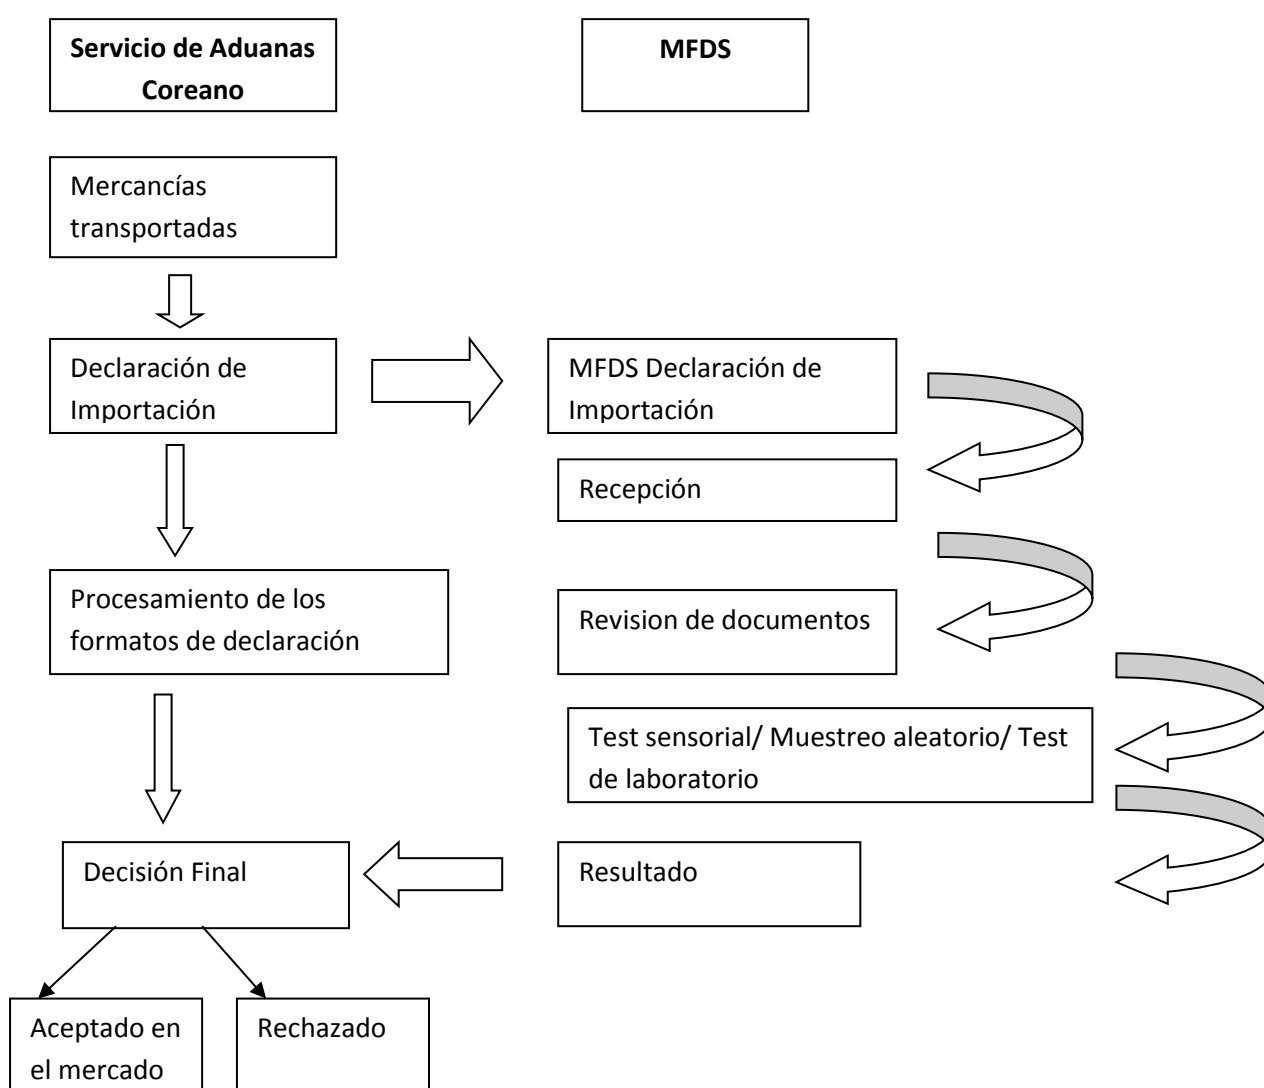 Servicio de Aduanas
Coreano
MFDS
Mercancías
transportadas
Declaración de
Importación
MFDS Declaración de
Importación
Recepción
Procesamiento de los
formatos de declaración
Revision de documentos
Test sensorial/ Muestreo aleatorio/ Test
de laboratorio
Decisión Final
Resultado
Aceptado en
el mercado
Rechazado